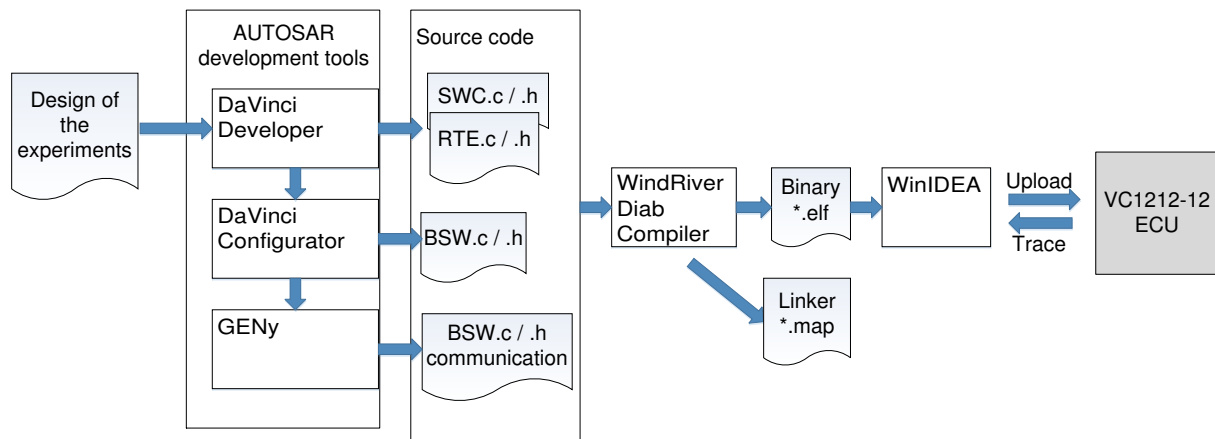 Design of
the
experiments
AUTOSAR
development tools
DaVinci
Developer
DaVinci
Configurator
GENy
Source code
SWC.c / .h
RTE.c / .h
BSW.c / .h
BSW.c / .h
communication
WindRiver
Diab
Compiler
Binary
*.elf
Linker
*.map
WinIDEA
Upload
Trace
VC1212-12
ECU